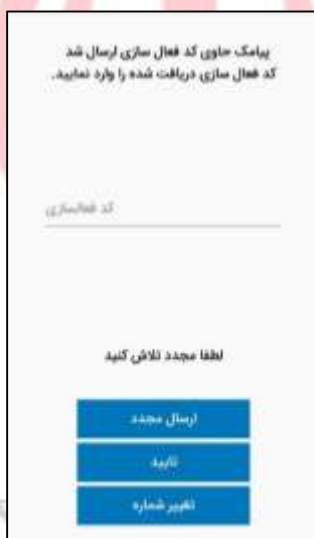 پیامک حاوی کد فعال سازی ارسال شد
کد فعال سازی دریافت شده را وارد نمایید.
کد فعالسازی
لطفا مجدد تلاش کنید
ارسال مجدد
تایید
تغییر شماره